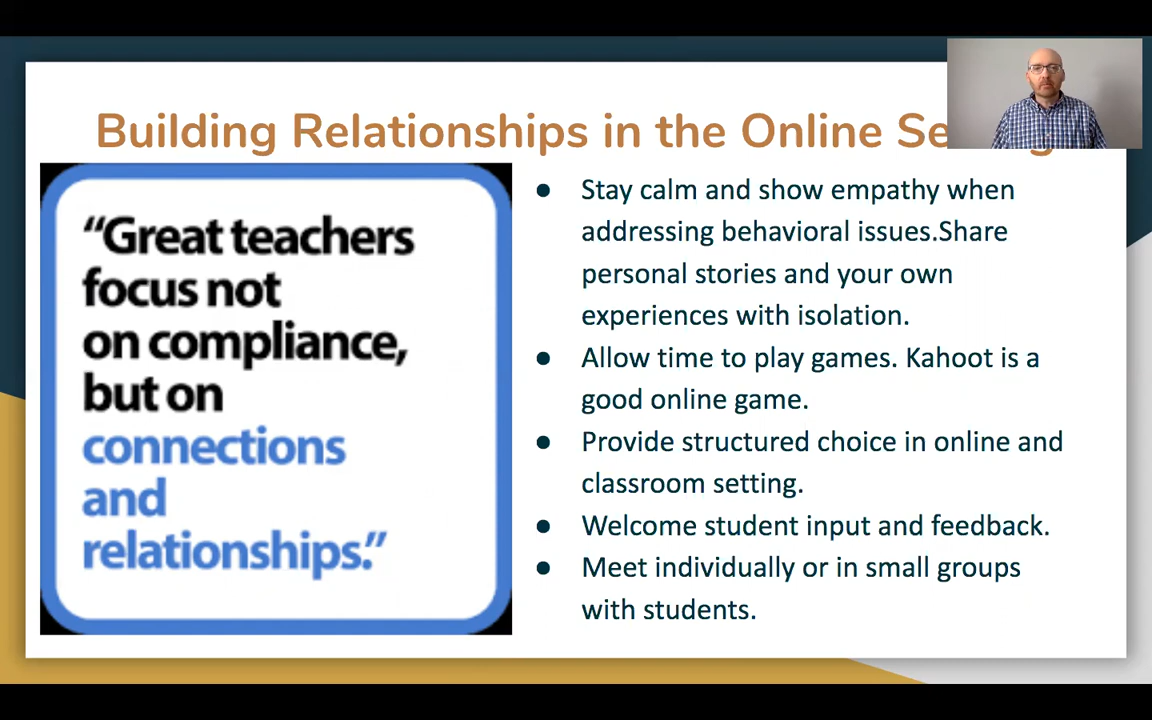 Building Relationships in the Online
“Great teachers
focus not
on compliance,
but on
connections
and
relationships.”
● Stay calm and show empathy when
addressing behavioral issues.Share
personal stories and your own
experiences with isolation.
● Allow time to play games. Kahoot is a
good online game.
● Provide structured choice in online and
classroom setting.
● Welcome student input and feedback.
● Meet individually or in small groups
with students.